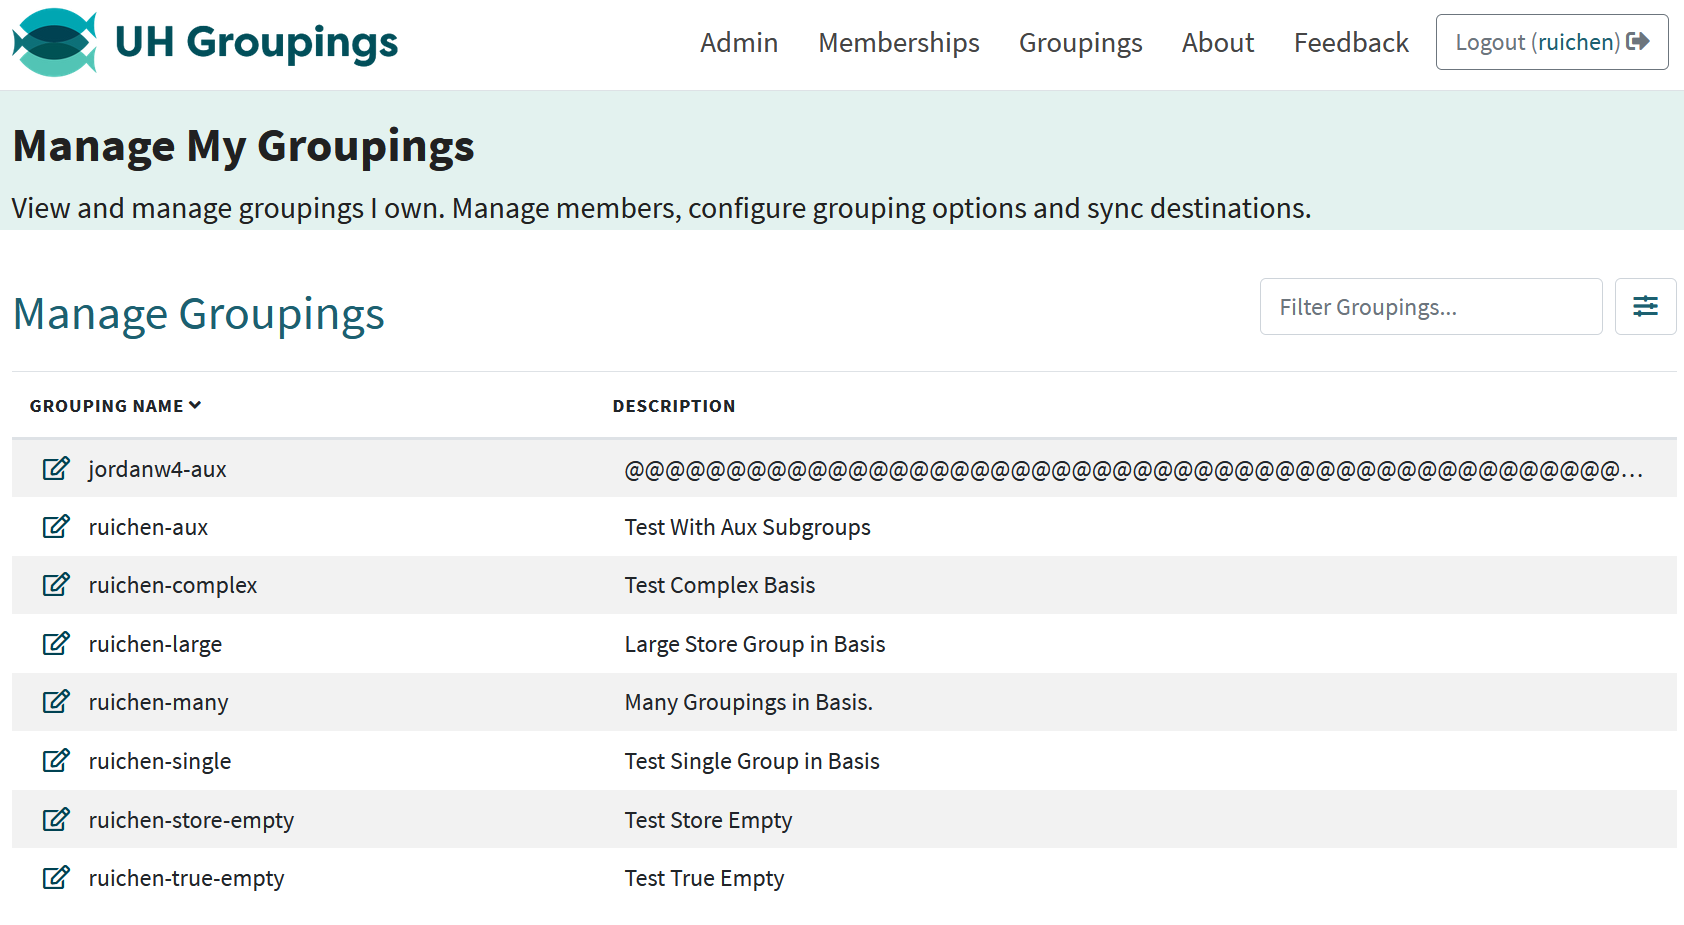 UH Groupings
Admin Memberships Groupings About Feedback Logout (ruichen)
Manage My Groupings
View and manage groupings I own. Manage members, configure grouping options and sync destinations.
Manage Groupings
Filter Groupings...
GROUPING NAME DESCRIPTION
jordanw4-aux @@@@@@@@@@@@@@@@@@@@@@@@@@@@@@@@@@@@@@@@@@@@@@@@@...
ruichen-aux Test With Aux Subgroups
ruichen-complex Test Complex Basis
ruichen-large Large Store Group in Basis
ruichen-many Many Groupings in Basis.
ruichen-single Test Single Group in Basis
ruichen-store-empty Test Store Empty
ruichen-true-empty Test True Empty